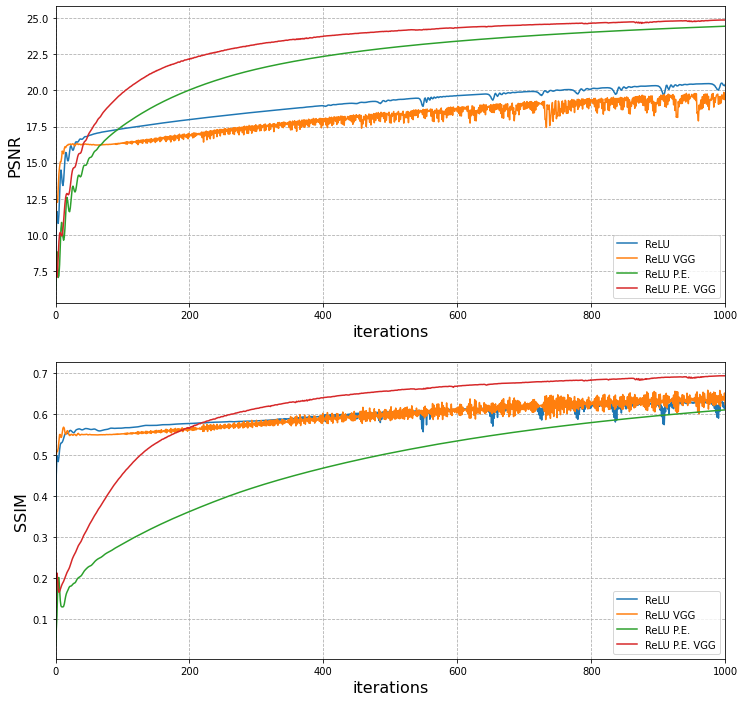 25.0
22.5
20.0
17.5
15.0
12.5
10.0
7.5
PSNR
ReLU
ReLU VGG
ReLU P.E.
ReLU P.E. VGG
0 200 400 600 800 1000
iterations
0.7
0.6
0.5
0.4
0.3
0.2
0.1
SSIM
ReLU
ReLU VGG
ReLU P.E.
ReLU P.E. VGG
0 200 400 600 800 1000
iterations